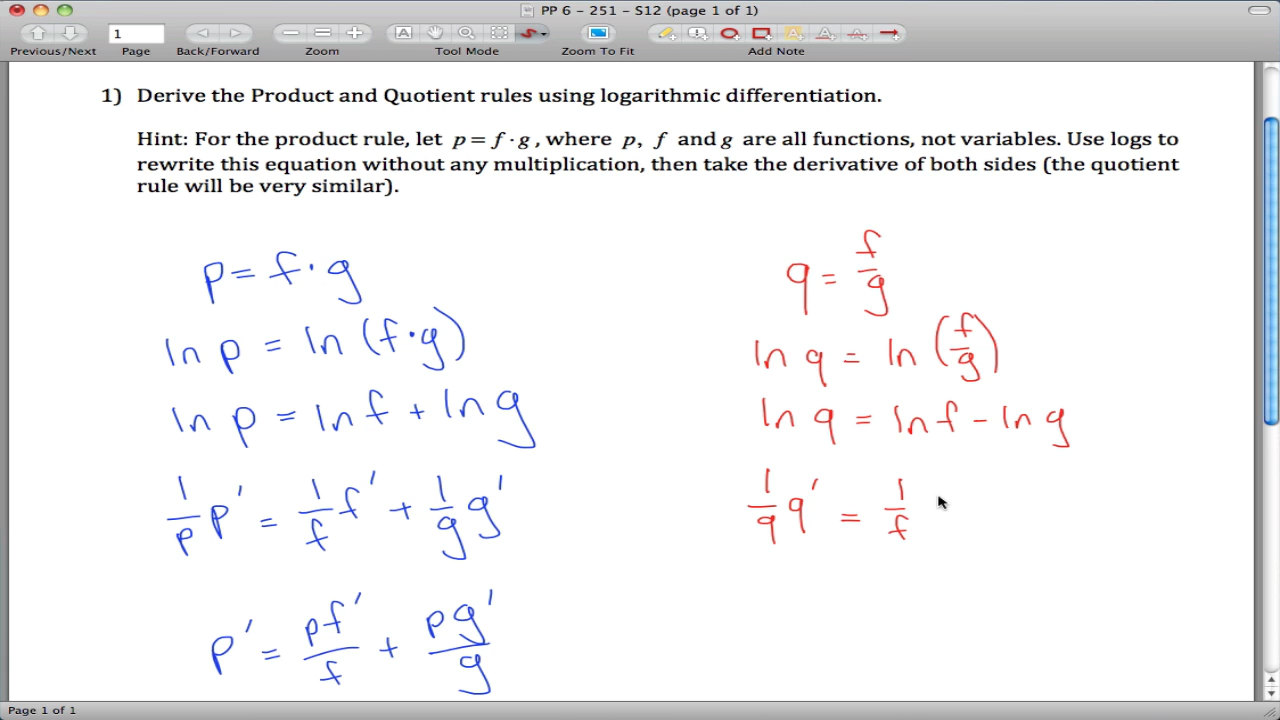 PP 6 – 251 – S12 (page 1 of 1)
1
Previous/Next Page Back/Forward Zoom Tool Mode Zoom To Fit Add Note
1) Derive the Product and Quotient rules using logarithmic differentiation.
Hint: For the product rule, let p = f · g, where p, f and g are all functions, not variables. Use logs to
rewrite this equation without any multiplication, then take the derivative of both sides (the quotient
rule will be very similar).
p = f · g
ln p = ln (f · g)
ln p = ln f + ln g
1/p p' = 1/f f' + 1/g g'
p' = pf'/f + pg'/g
q = f/g
ln q = ln (f/g)
ln q = ln f - ln g
1/q q' = 1/f
Page 1 of 1